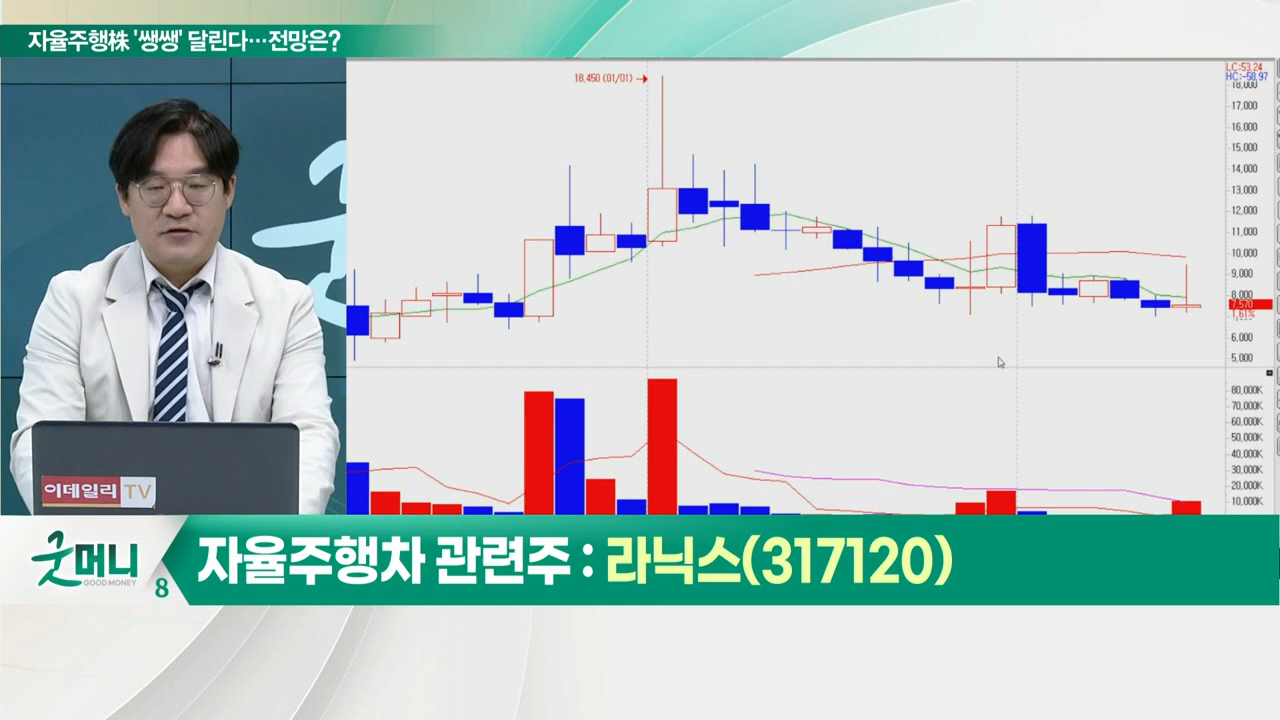 자율주행株 '쌩쌩' 달린다…전망은?
18,450 (01/01)
LC:53.24
HC:-58.97
18,000
17,000
16,000
15,000
14,000
13,000
12,000
11,000
10,000
9,000
8,000
7,570
1.61%
6,000
5,000
80,000K
70,000K
60,000K
50,000K
40,000K
30,000K
20,000K
10,000K
이데일리 TV
굿머니
GOOD MONEY
8
자율주행차 관련주 : 라닉스(317120)